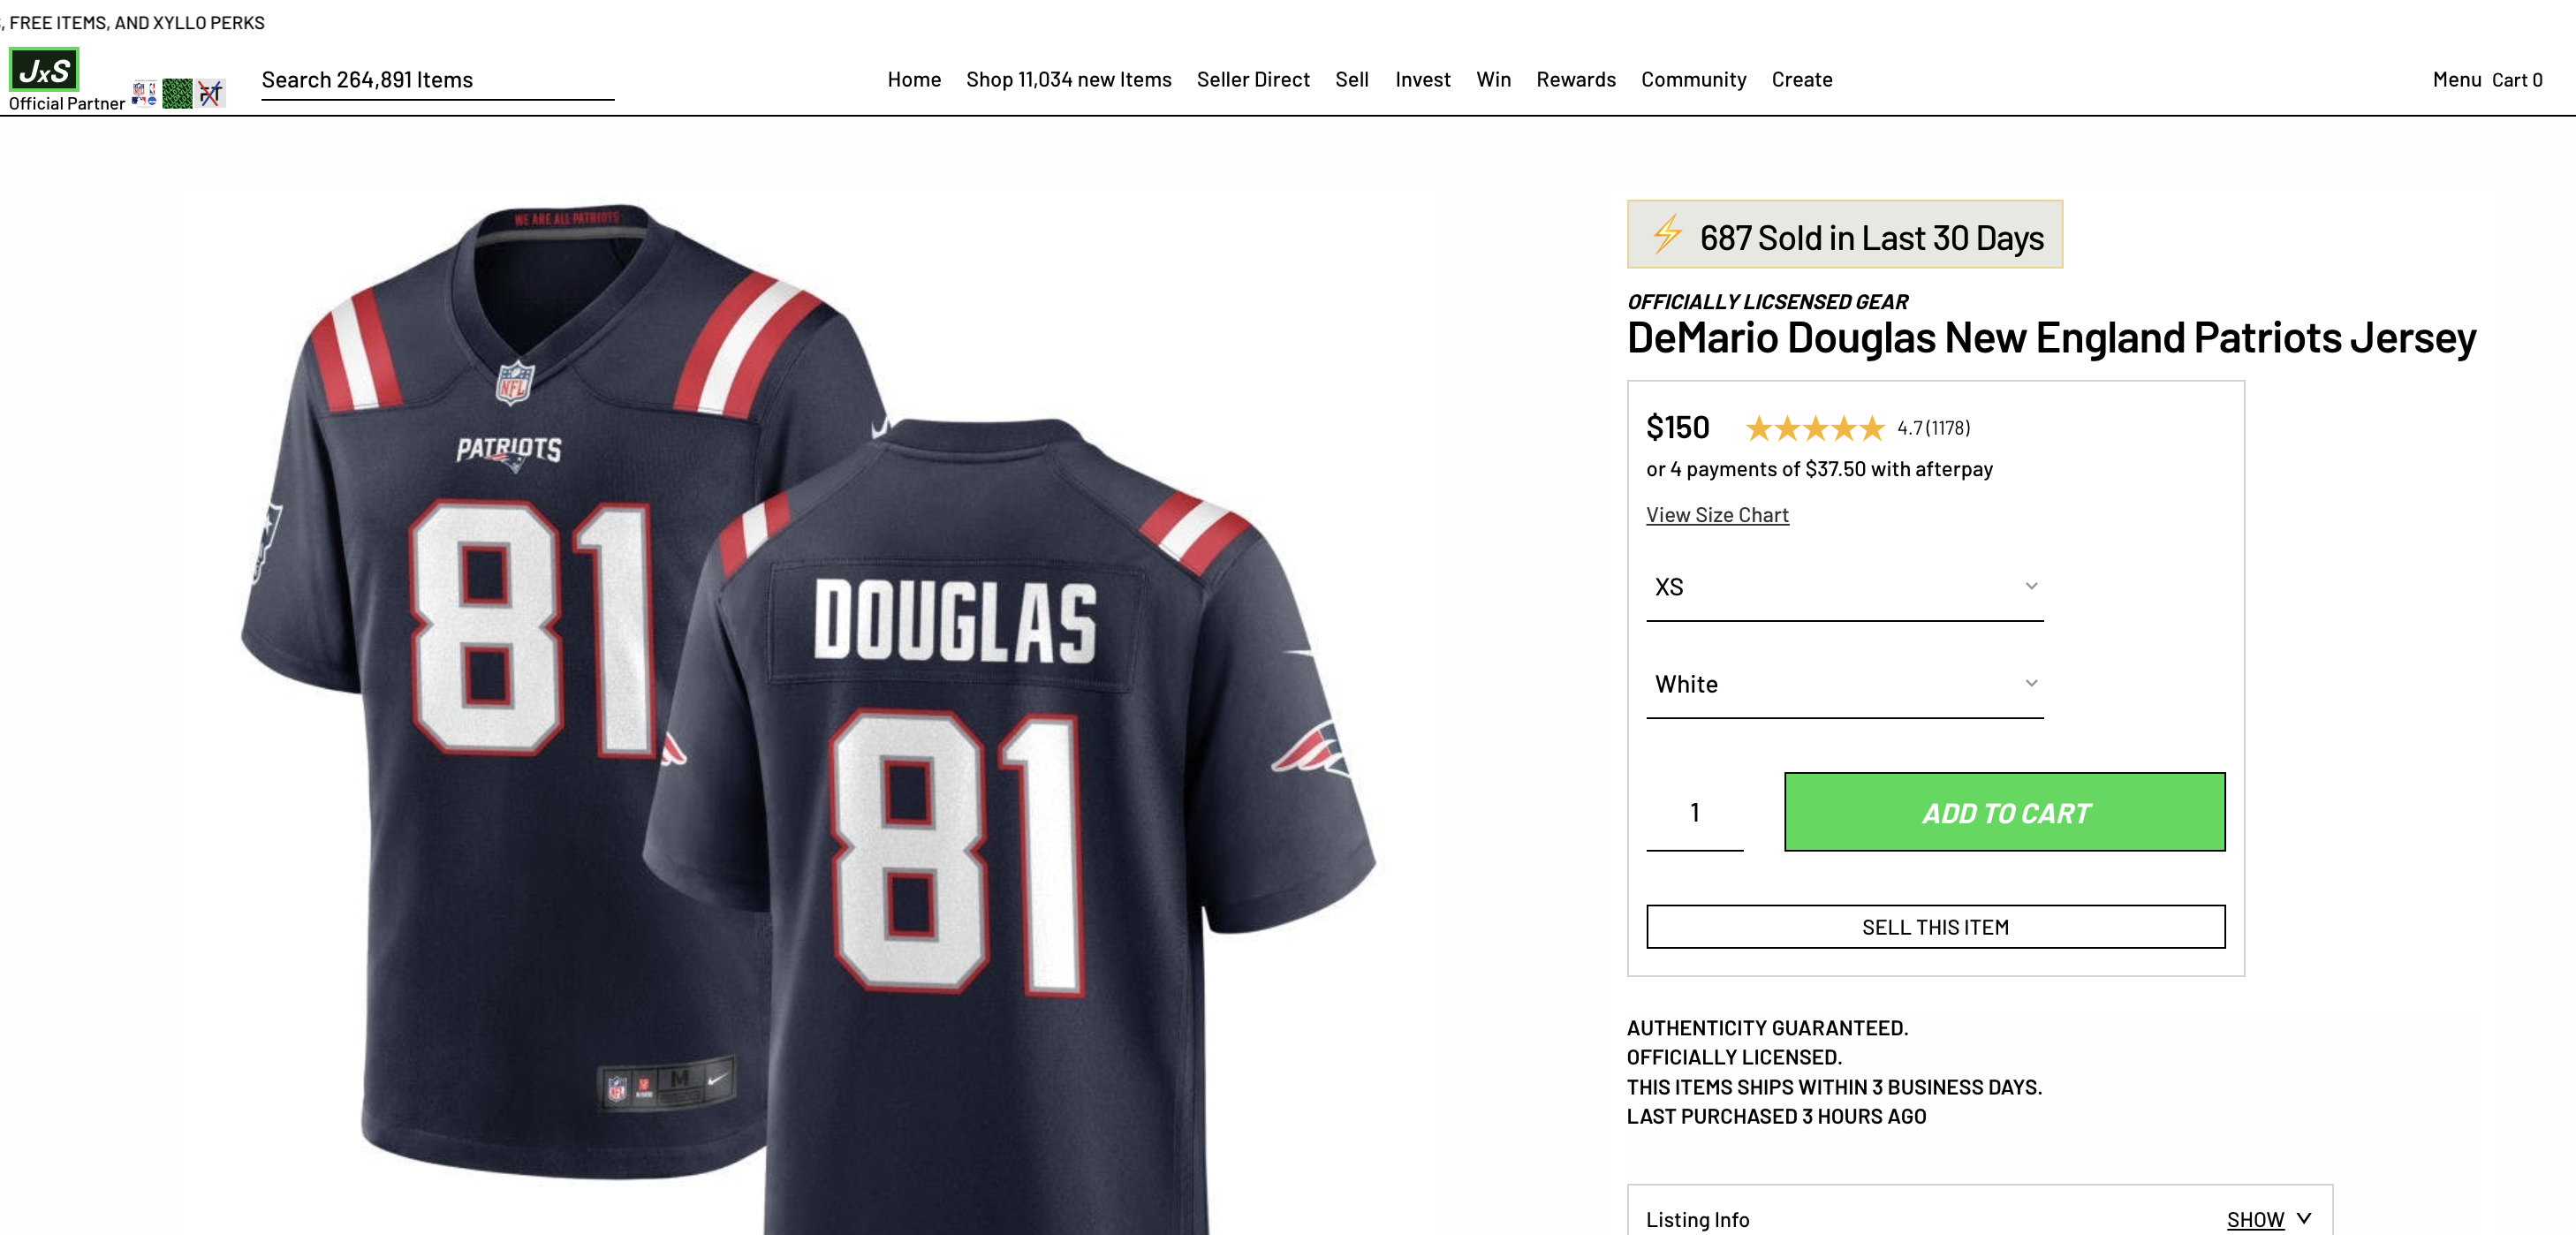 , FREE ITEMS, AND XYLLO PERKS
JxS
Official Partner
Search 264,891 Items
Home Shop 11,034 new Items Seller Direct Sell Invest Win Rewards Community Create
Menu Cart 0
WE ARE ALL PATRIOTS
NFL
PATRIOTS
81
DOUGLAS
81
NFL
M
⚡ 687 Sold in Last 30 Days
OFFICIALLY LICSENSED GEAR
DeMario Douglas New England Patriots Jersey
$150 ★★★★★ 4.7 (1178)
or 4 payments of $37.50 with afterpay
View Size Chart
XS
White
1 ADD TO CART
SELL THIS ITEM
AUTHENTICITY GUARANTEED.
OFFICIALLY LICENSED.
THIS ITEMS SHIPS WITHIN 3 BUSINESS DAYS.
LAST PURCHASED 3 HOURS AGO
Listing Info SHOW